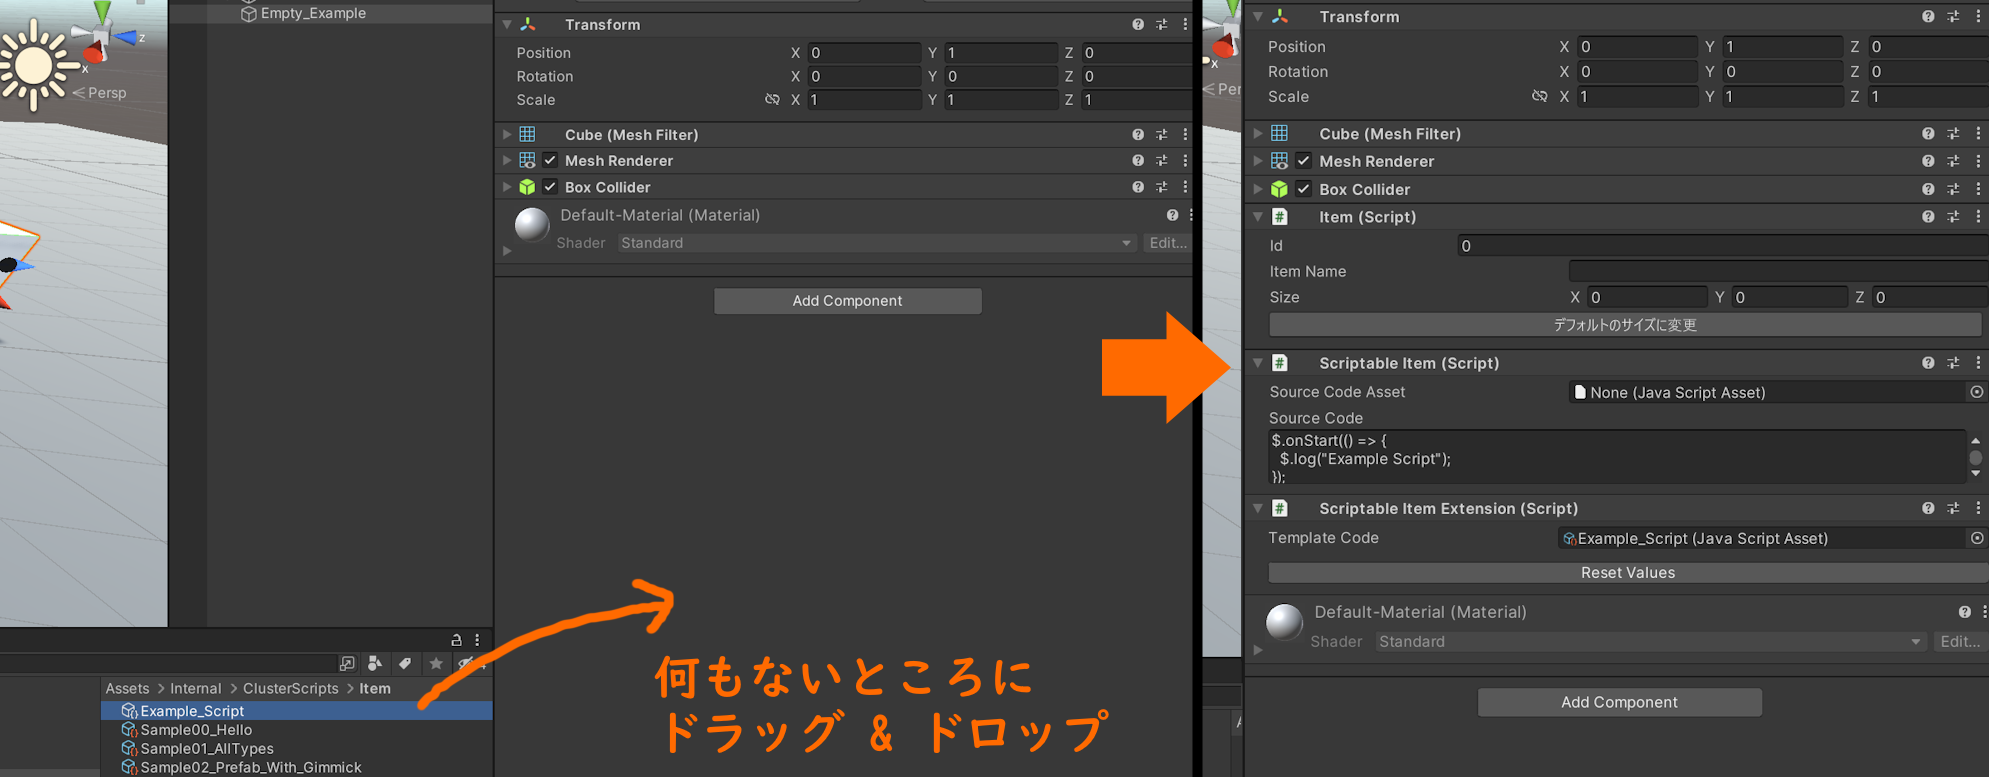 Empty_Example
z
x
Persp
Assets > Internal > ClusterScripts > Item
Example_Script
Sample00_Hello
Sample01_AllTypes
Sample02_Prefab_With_Gimmick
Transform
Position X 0 Y 1 Z 0
Rotation X 0 Y 0 Z 0
Scale X 1 Y 1 Z 1
Cube (Mesh Filter)
Mesh Renderer
Box Collider
Default-Material (Material)
Shader Standard Edit...
Add Component
何もないところに
ドラッグ & ドロップ
x
Per
Transform
Position X 0 Y 1 Z 0
Rotation X 0 Y 0 Z 0
Scale X 1 Y 1 Z 1
Cube (Mesh Filter)
Mesh Renderer
Box Collider
# Item (Script)
Id 0
Item Name
Size X 0 Y 0 Z 0
デフォルトのサイズに変更
# Scriptable Item (Script)
Source Code Asset None (Java Script Asset)
Source Code
$.onStart(() => {
$.log("Example Script");
});
# Scriptable Item Extension (Script)
Template Code Example_Script (Java Script Asset)
Reset Values
Default-Material (Material)
Shader Standard Edit...
Add Component